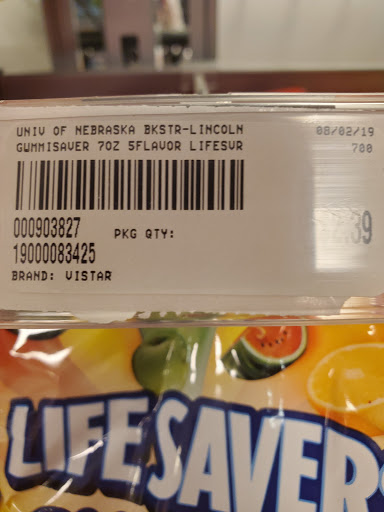 UNIV OF NEBRASKA BKSTR-LINCOLN 08/02/19
GUMMISAVER 7OZ 5FLAVOR LIFESVR 700
000903827 PKG QTY:
19000083425
BRAND: VISTAR
LIFE SAVER